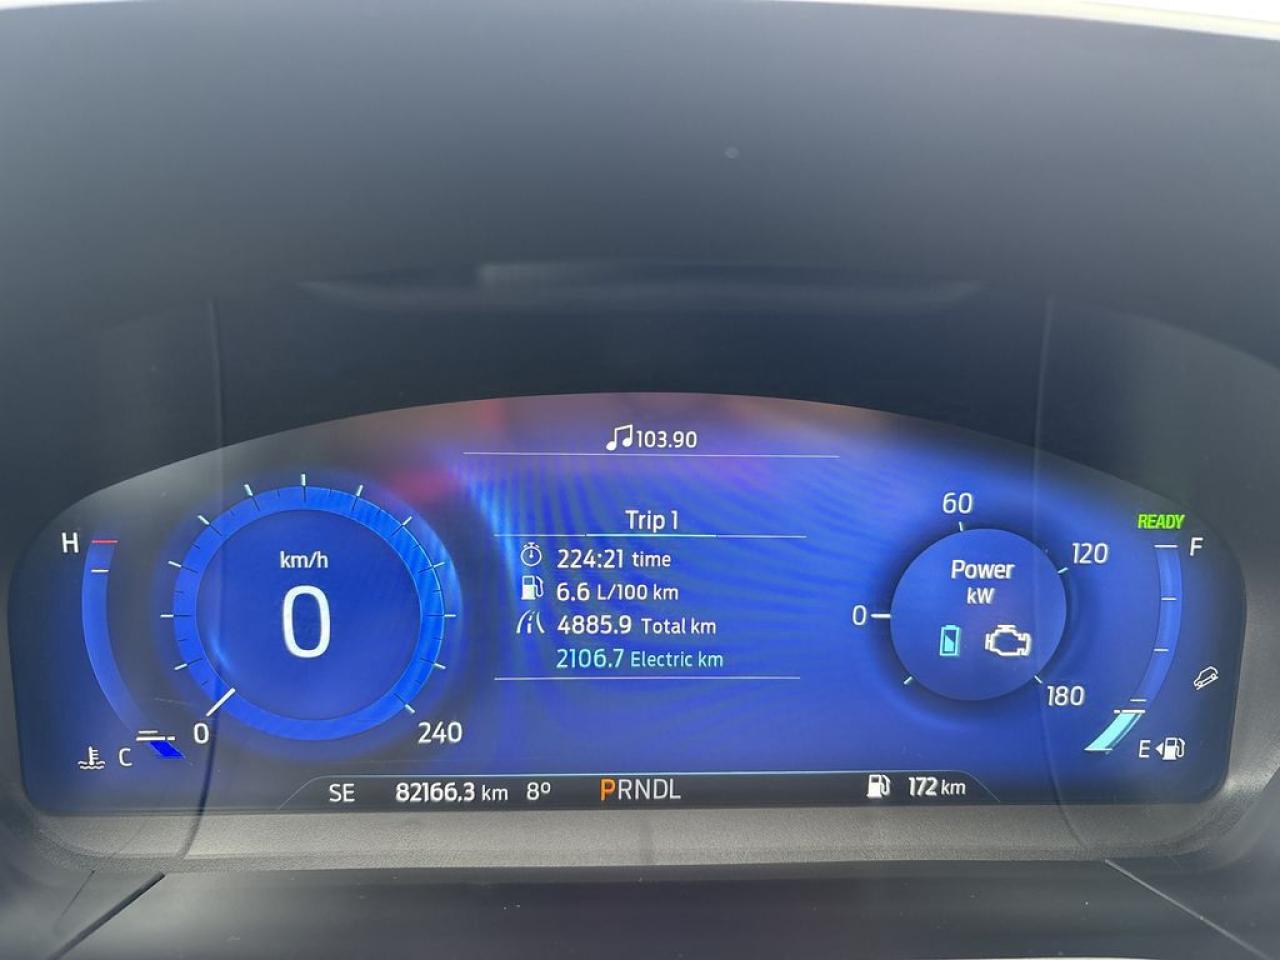 103.90
Trip 1
224:21 time
6.6 L/100 km
4885.9 Total km
2106.7 Electric km
H
C
km/h
0
0
240
60
120
180
0
Power
kW
READY
F
E
SE 82166,3 km 8º PRNDL 172 km